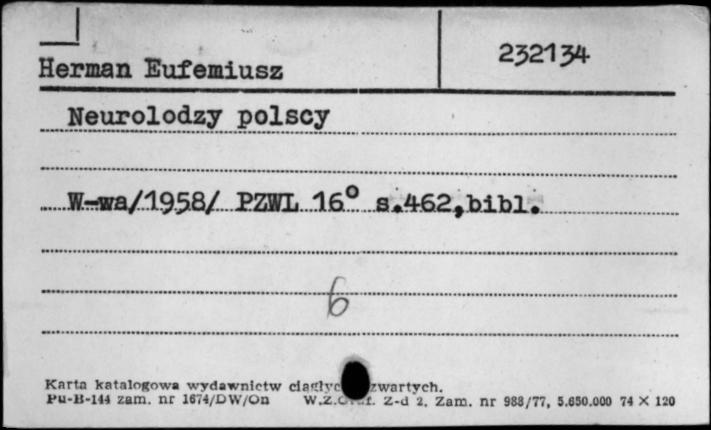 232134
Herman Eufemiusz
Neurolodzy polscy
W-wa/1958/ PZWL 16° s.462,bibl.
6
Karta katalogowa wydawnictw zwartych.
Pu-B-144 zam. nr 1674/DW/On Z-d 2, Zam. nr 988/77, 5.650.000 74 X 120